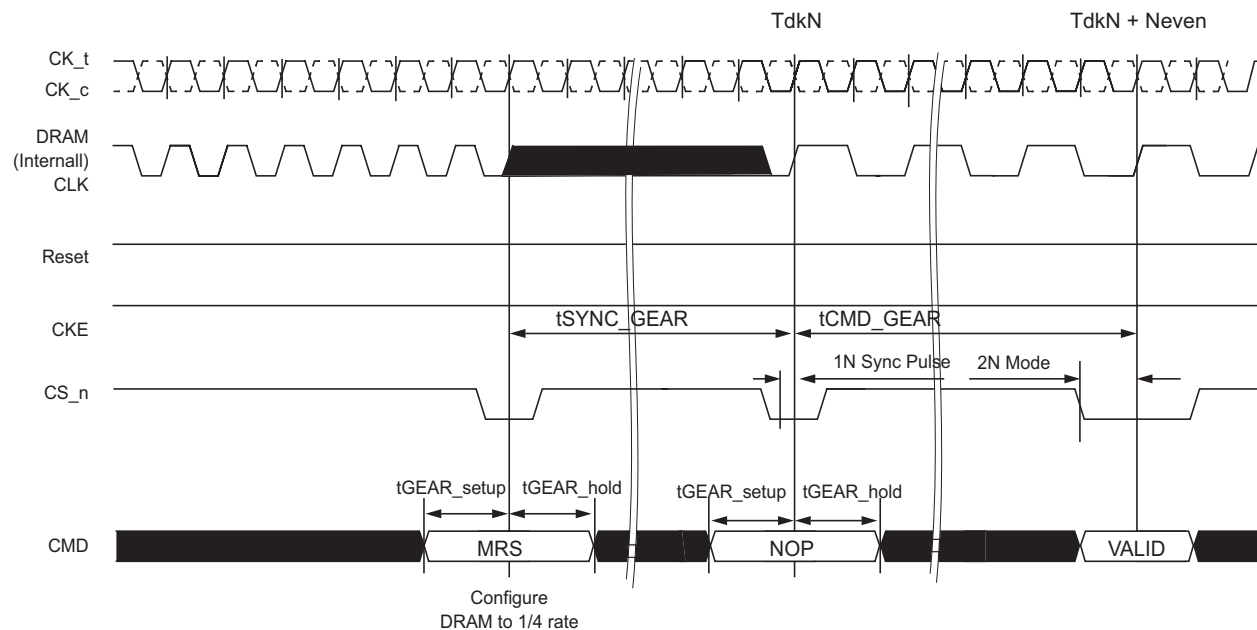 TdkN
TdkN + Neven
CK_t
CK_c
DRAM
(Internall)
CLK
Reset
CKE
tSYNC_GEAR
tCMD_GEAR
1N Sync Pulse
2N Mode
CS_n
tGEAR_setup
tGEAR_hold
tGEAR_setup
tGEAR_hold
CMD
MRS
NOP
VALID
Configure
DRAM to 1/4 rate